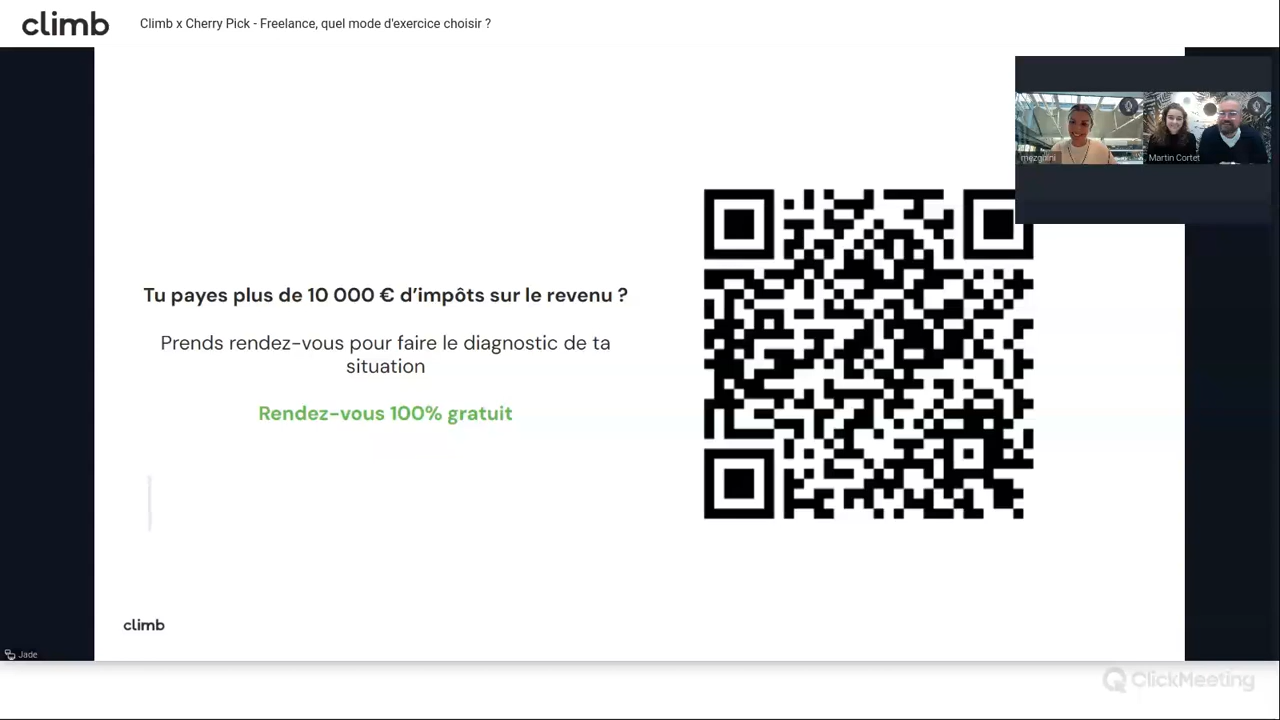 climb
Climb x Cherry Pick - Freelance, quel mode d'exercice choisir ?
mezonini
Martin Cortet
Tu payes plus de 10 000 € d'impôts sur le revenu ?
Prends rendez-vous pour faire le diagnostic de ta
situation
Rendez-vous 100% gratuit
climb
Jade
ClickMeeting